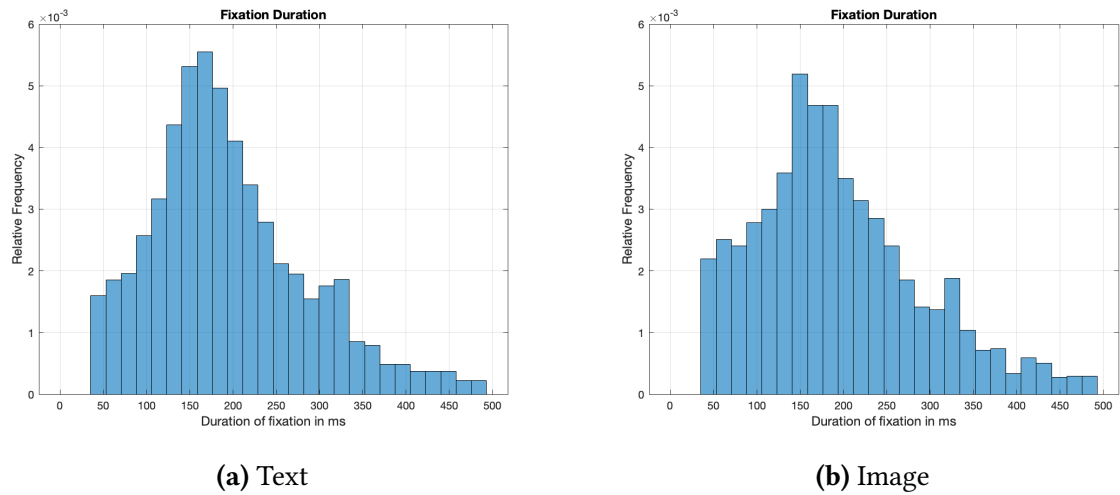 Fixation Duration
×10⁻³
6
5
4
3
2
1
0
Relative Frequency
0 50 100 150 200 250 300 350 400 450 500
Duration of fixation in ms
(a) Text
Fixation Duration
×10⁻³
6
5
4
3
2
1
0
Relative Frequency
0 50 100 150 200 250 300 350 400 450 500
Duration of fixation in ms
(b) Image